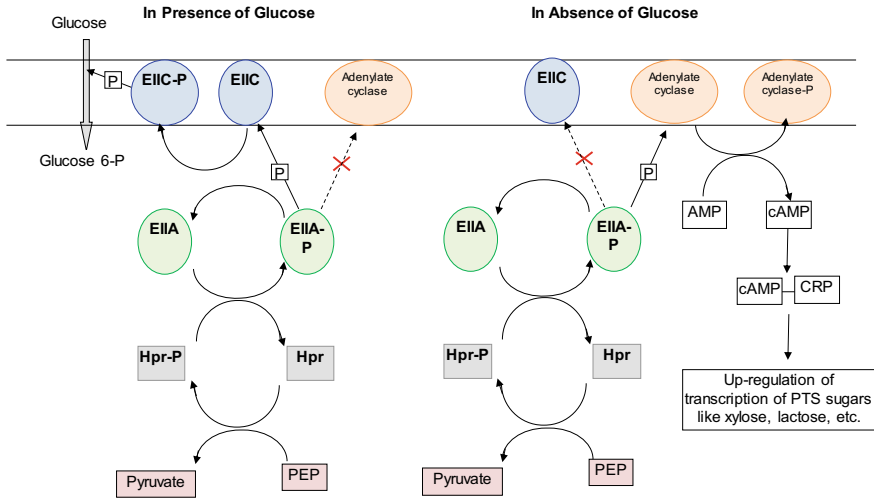 In Presence of Glucose
Glucose
P
EIIC-P
EIIC
Adenylate
cyclase
Glucose 6-P
P
EIIA
EIIA-
P
Hpr-P
Hpr
Pyruvate
PEP
In Absence of Glucose
EIIC
Adenylate
cyclase
Adenylate
cyclase-P
P
EIIA
EIIA-
P
AMP
cAMP
cAMP
CRP
Hpr-P
Hpr
Up-regulation of
transcription of PTS sugars
like xylose, lactose, etc.
Pyruvate
PEP